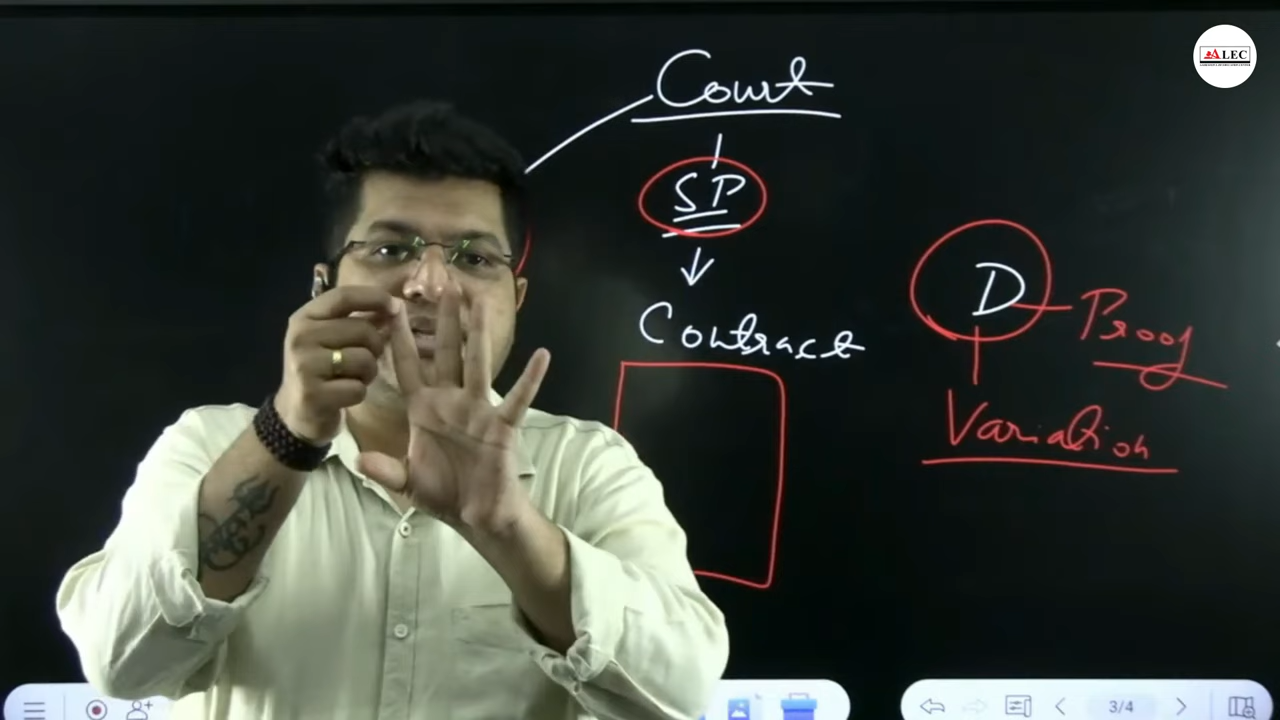 ALEC
Court
SP
Contract
D
Proof
Variation
3/4